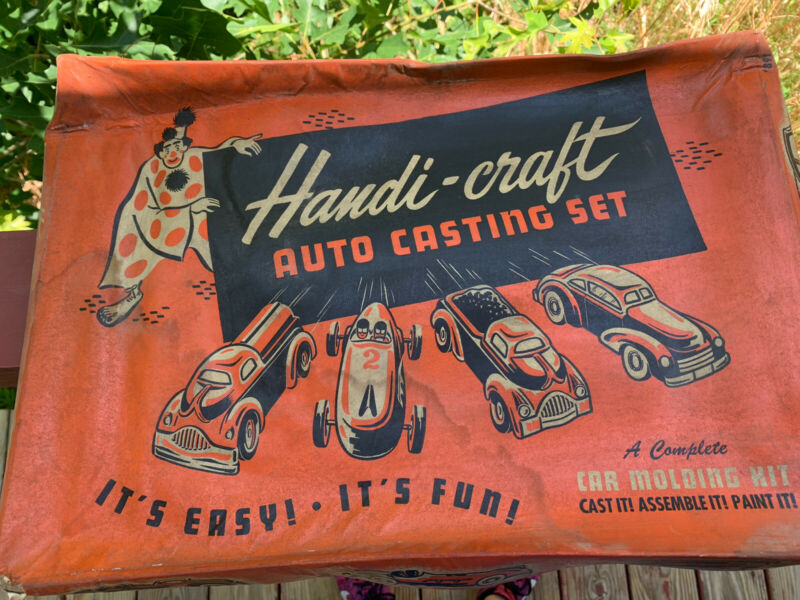 Handi-craft
AUTO CASTING SET
2
IT'S EASY! • IT'S FUN!
A Complete
CAR MOLDING KIT
CAST IT! ASSEMBLE IT! PAINT IT!